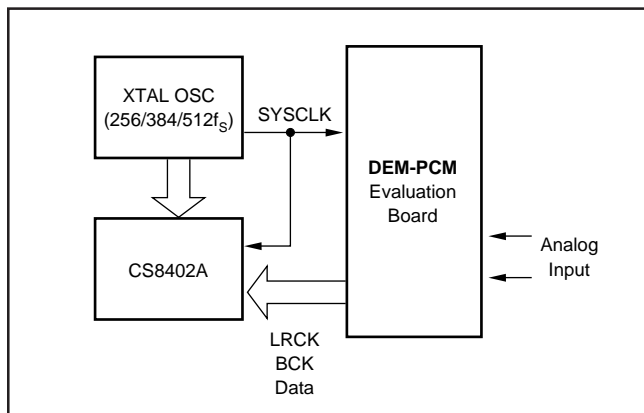 XTAL OSC
(256/384/512fS)
SYSCLK
DEM-PCM
Evaluation
Board
CS8402A
Analog
Input
LRCK
BCK
Data